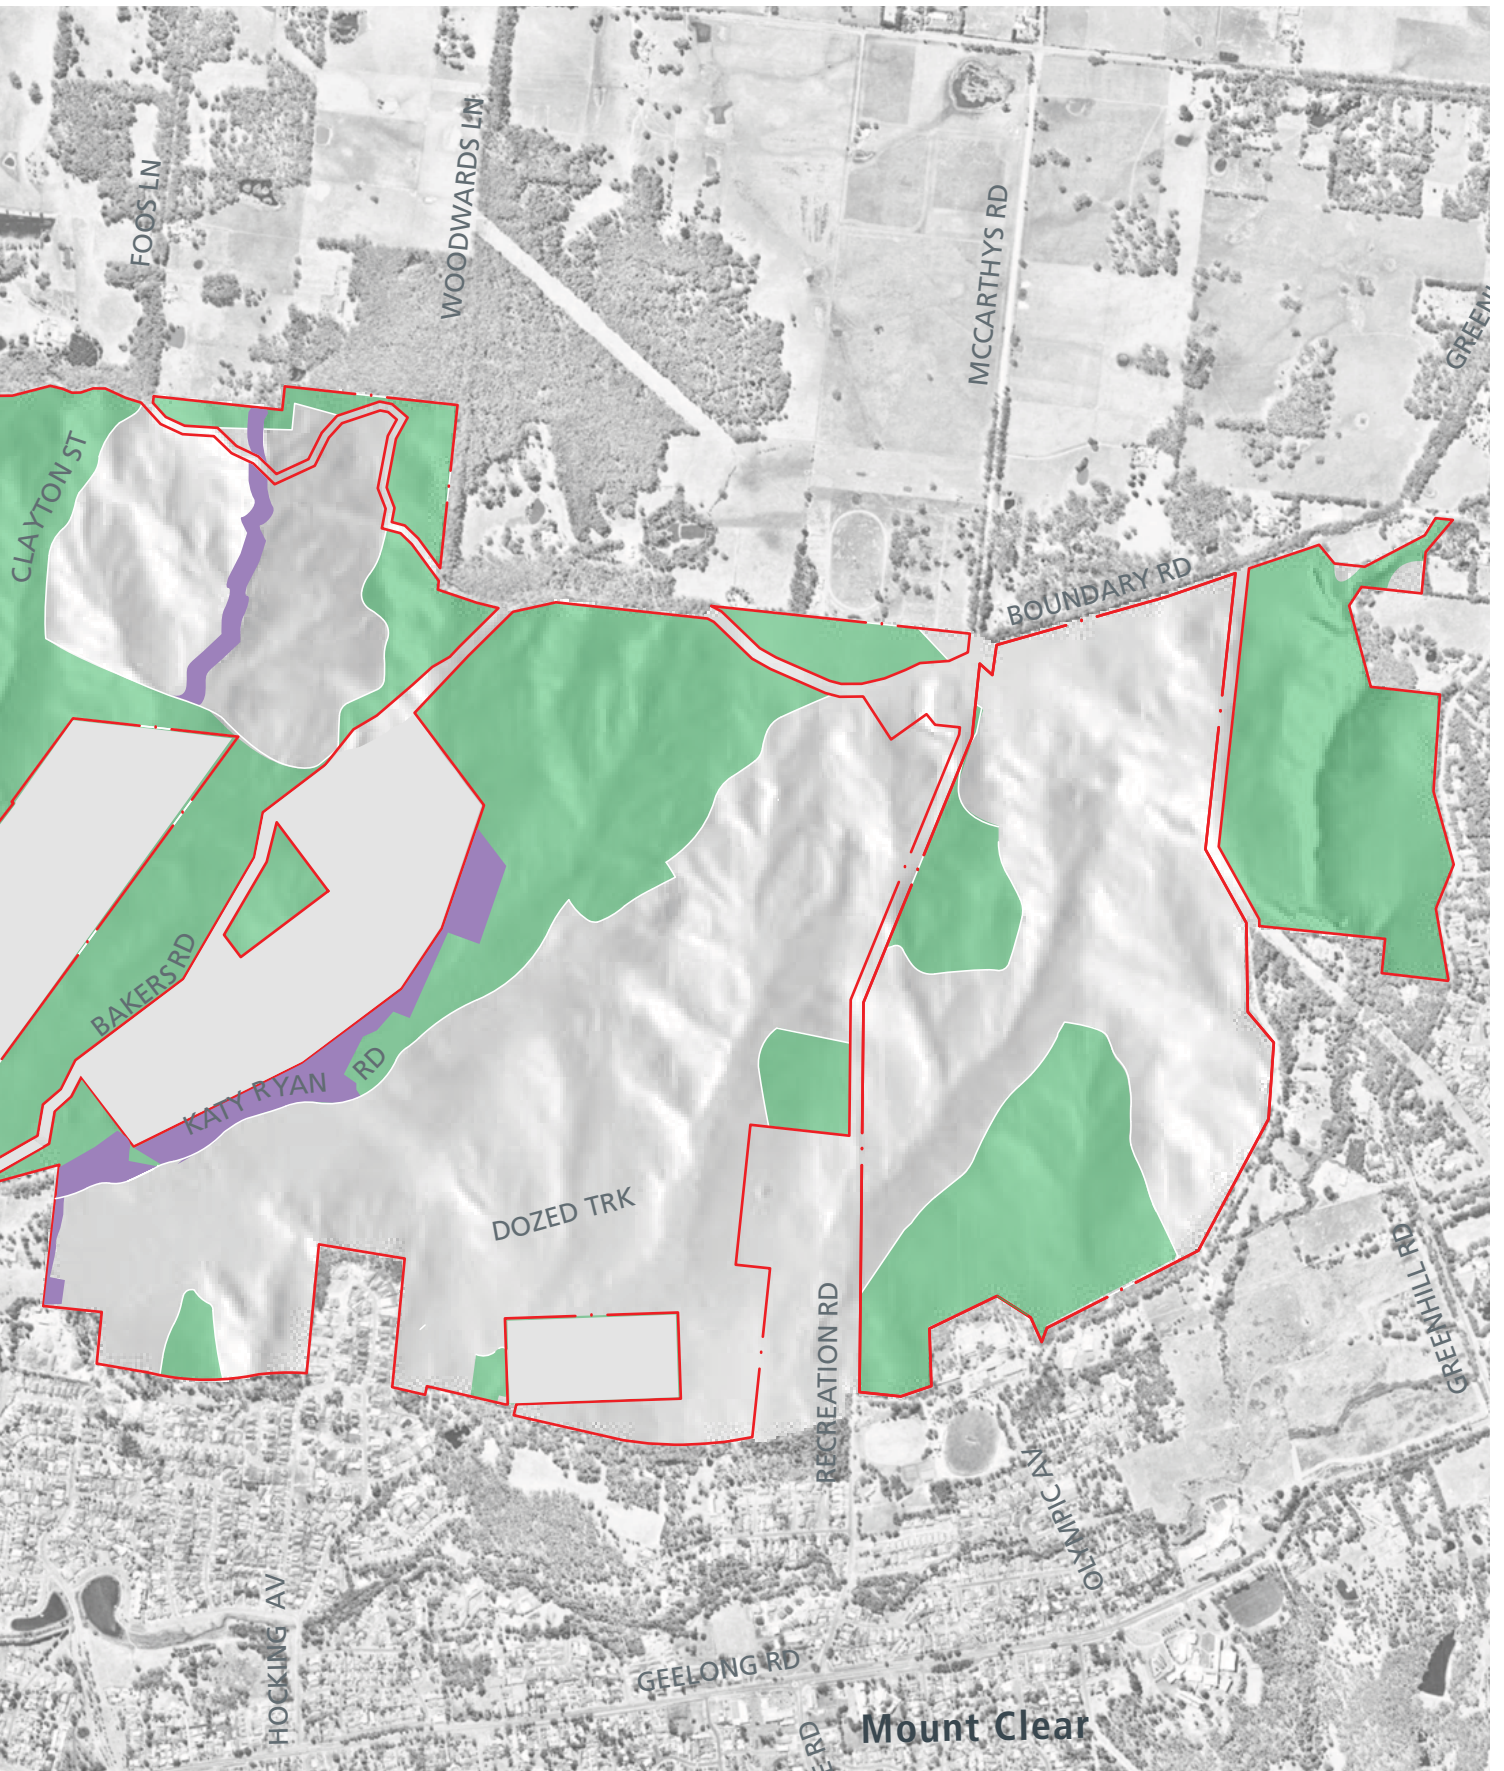 FOOS LN
WOODWARDS LN
MCCARTHYS RD
CLAYTON ST
BOUNDARY RD
BAKERS RD
KATY RYAN RD
DOZED TRK
RECREATION RD
GREENHILL RD
OLYMPIC AV
HOCKING AV
GEELONG RD
RD
Mount Clear